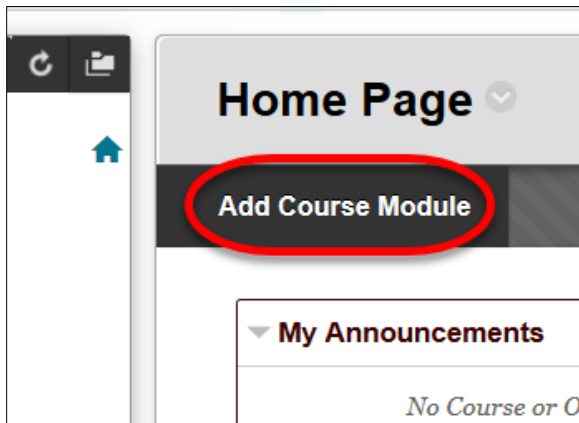 Home Page
Add Course Module
My Announcements
No Course or O